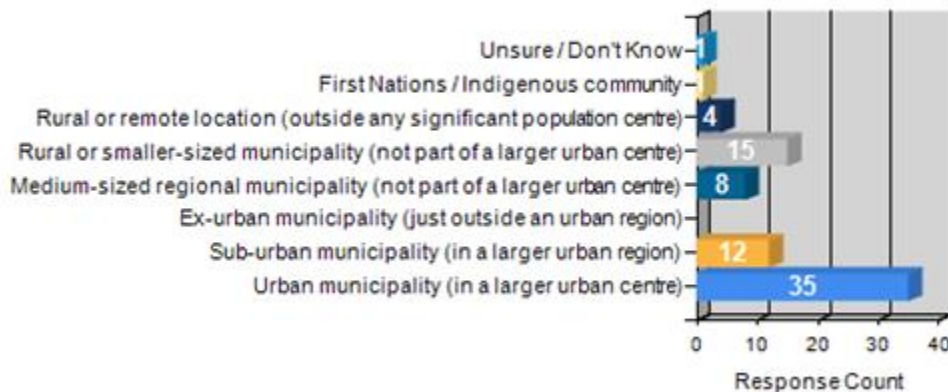 Unsure / Don't Know
1
First Nations / Indigenous community
Rural or remote location (outside any significant population centre)
4
Rural or smaller-sized municipality (not part of a larger urban centre)
15
Medium-sized regional municipality (not part of a larger urban centre)
8
Ex-urban municipality (just outside an urban region)
Sub-urban municipality (in a larger urban region)
12
Urban municipality (in a larger urban centre)
35
0 10 20 30 40
Response Count